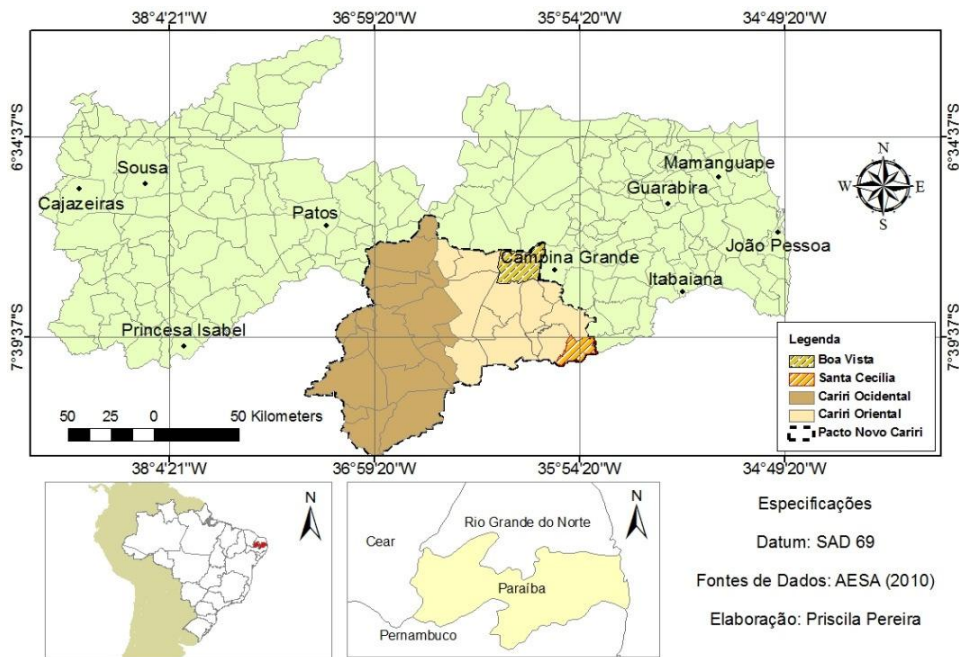 38°4'21"W 36°59'20"W 35°54'20"W 34°49'20"W
6°34'37"S
6°34'37"S
Mamanguape
Sousa
Guarabira
N
W E
S
Cajazeiras
Patos
João Pessoa
Campina Grande
Itabaiana
Princesa Isabel
7°39'37"S
7°39'37"S
Legenda
Boa Vista
Santa Cecília
Cariri Ocidental
Cariri Oriental
Pacto Novo Cariri
50 25 0 50 Kilometers
38°4'21"W 36°59'20"W 35°54'20"W 34°49'20"W
N
N
Rio Grande do Norte
Cear
Paraíba
Pernambuco
Especificações
Datum: SAD 69
Fontes de Dados: AESA (2010)
Elaboração: Priscila Pereira